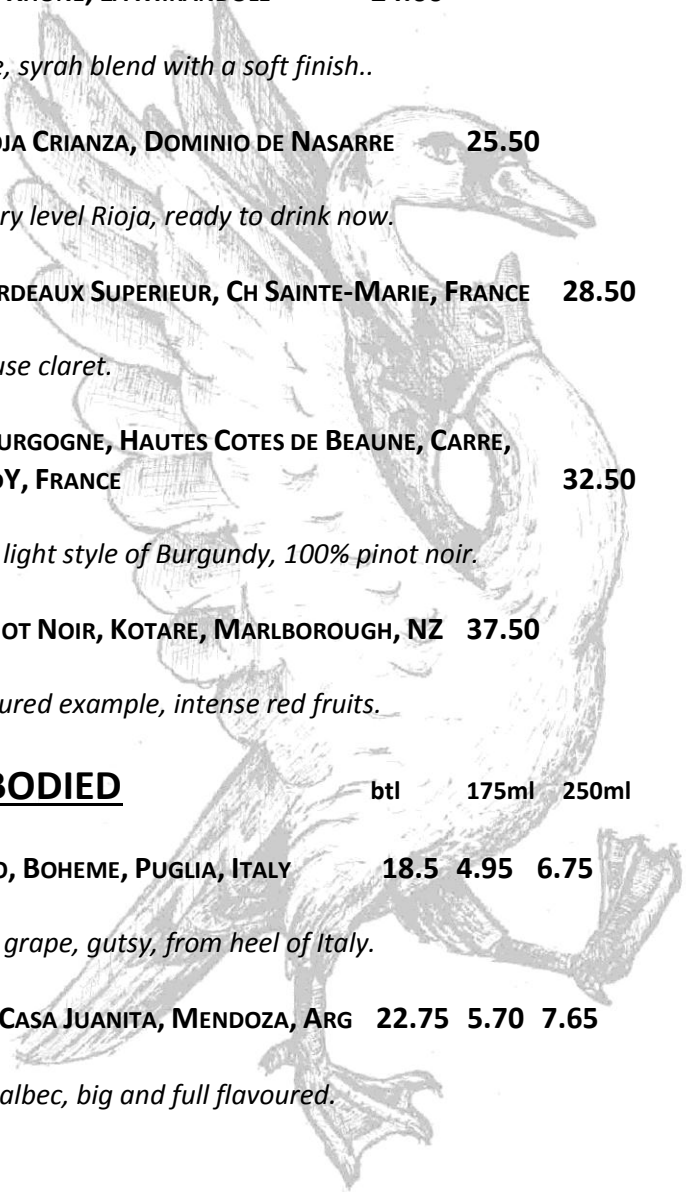 , syrah blend with a soft finish..
OJA CRIANZA, DOMINIO DE NASARRE 25.50
ry level Rioja, ready to drink now.
RDEAUX SUPERIEUR, CH SAINTE-MARIE, FRANCE 28.50
use claret.
URGOGNE, HAUTES COTES DE BEAUNE, CARRE,
DY, FRANCE 32.50
light style of Burgundy, 100% pinot noir.
OT NOIR, KOTARE, MARLBOROUGH, NZ 37.50
ured example, intense red fruits.
BODIED btl 175ml 250ml
O, BOHEME, PUGLIA, ITALY 18.5 4.95 6.75
grape, gutsy, from heel of Italy.
CASA JUANITA, MENDOZA, ARG 22.75 5.70 7.65
albec, big and full flavoured.